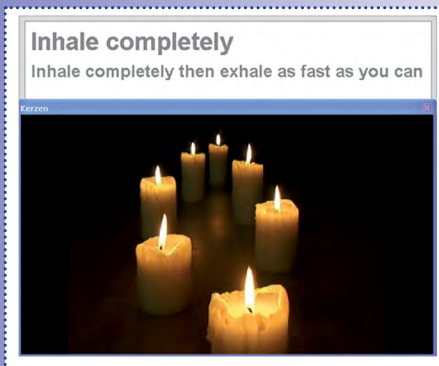 Inhale completely
Inhale completely then exhale as fast as you can
Kerzen